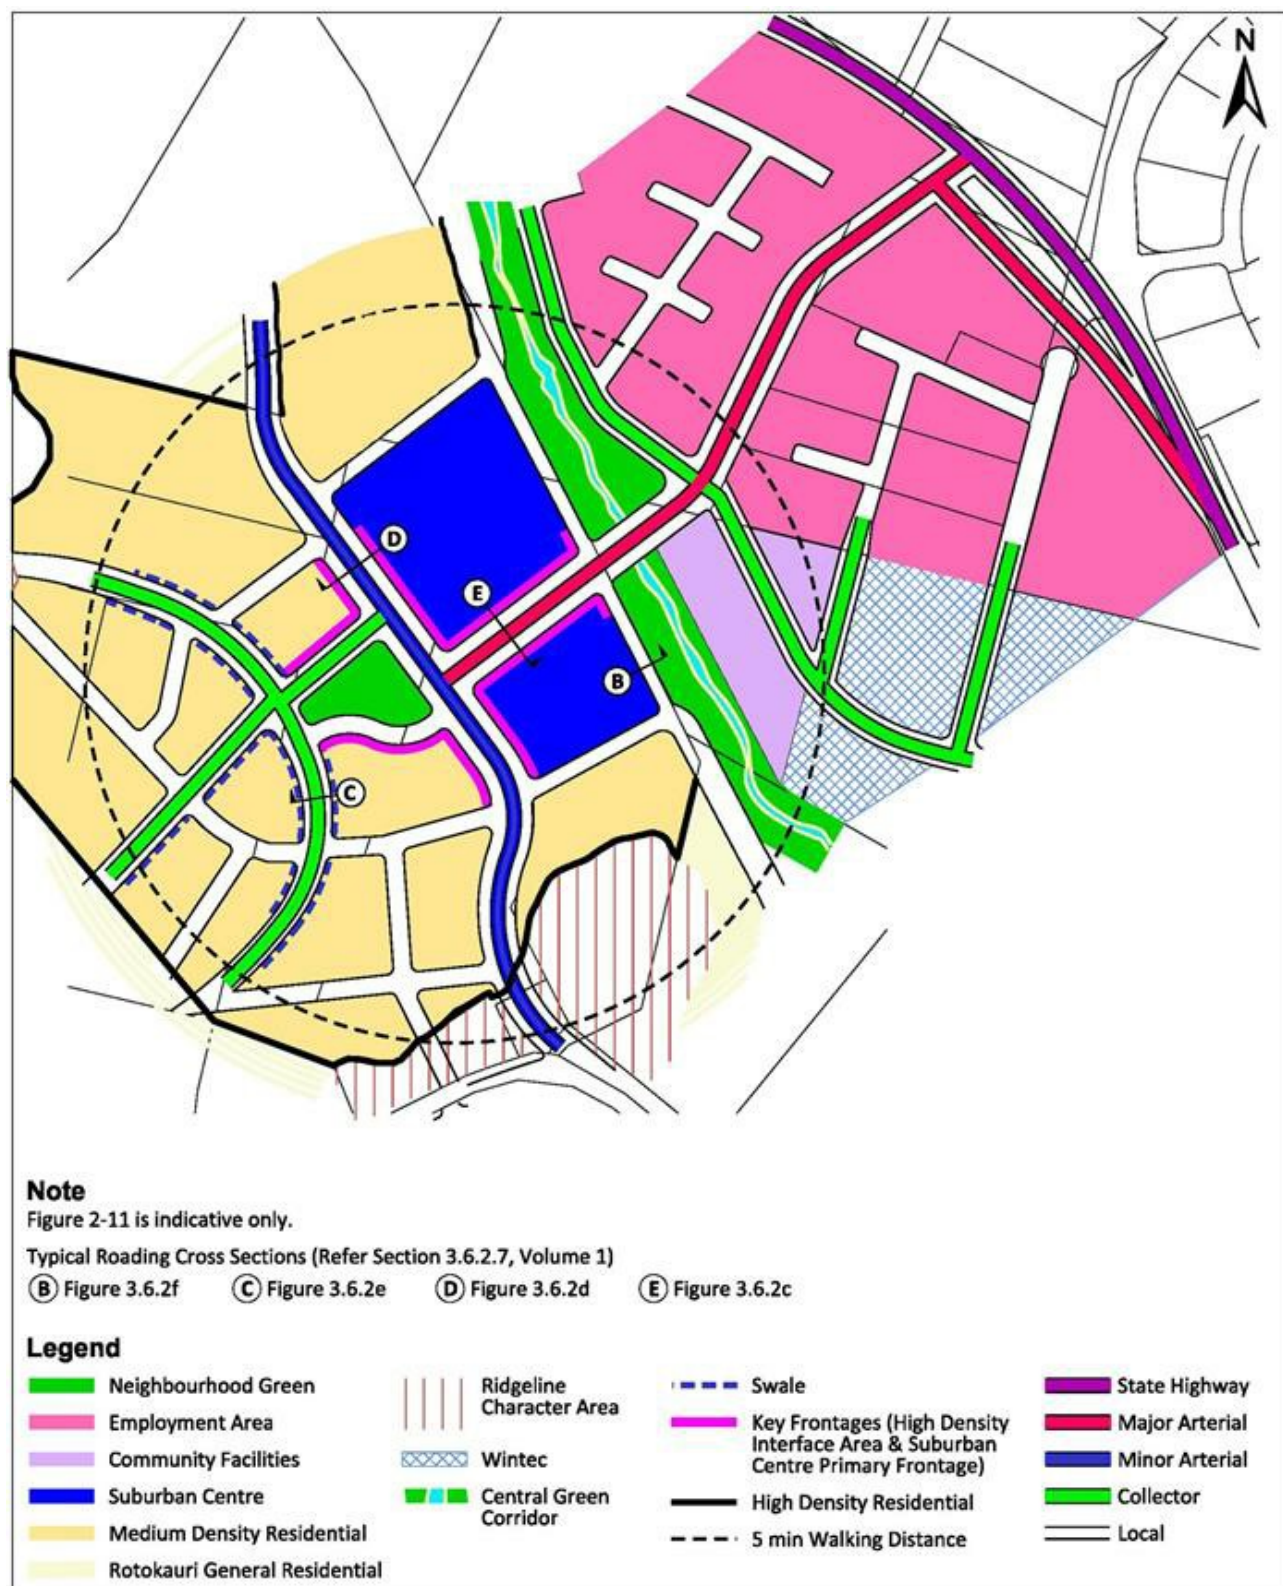 N
D
E
B
C
Note
Figure 2-11 is indicative only.
Typical Roading Cross Sections (Refer Section 3.6.2.7, Volume 1)
B Figure 3.6.2f C Figure 3.6.2e D Figure 3.6.2d E Figure 3.6.2c
Legend
Neighbourhood Green
Employment Area
Community Facilities
Suburban Centre
Medium Density Residential
Rotokauri General Residential
Ridgeline
Character Area
Wintec
Central Green
Corridor
Swale
Key Frontages (High Density
Interface Area & Suburban
Centre Primary Frontage)
High Density Residential
5 min Walking Distance
State Highway
Major Arterial
Minor Arterial
Collector
Local